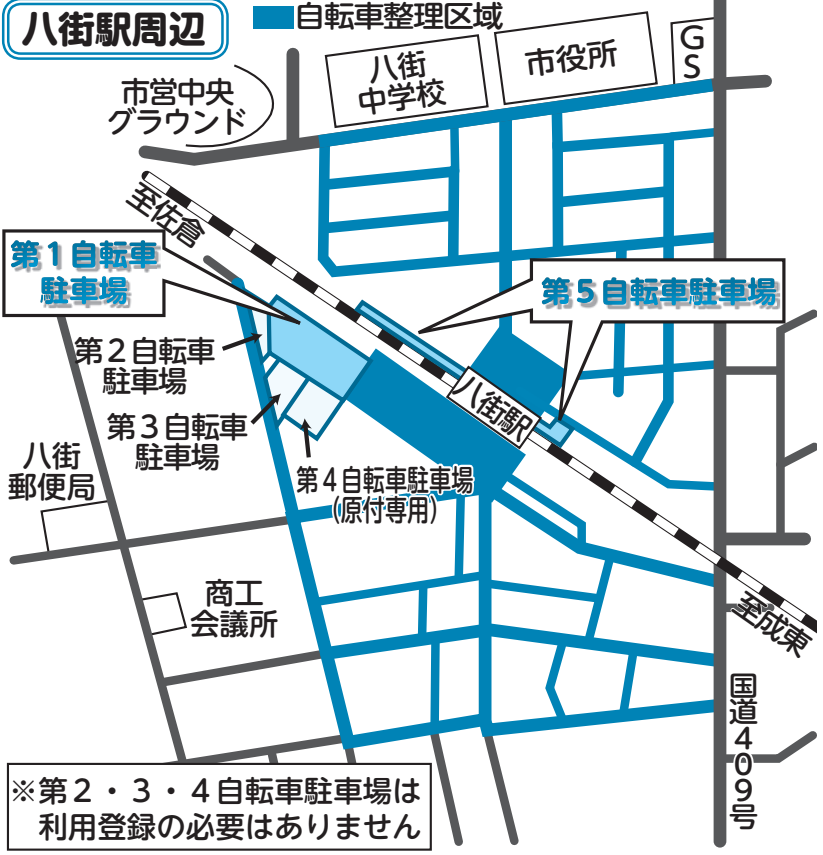 八街駅周辺
自転車整理区域
八街
中学校
市役所
GS
市営中央
グラウンド
至佐倉
第1自転車
駐車場
第5自転車駐車場
第2自転車
駐車場
八街駅
第3自転車
駐車場
八街
郵便局
第4自転車駐車場
(原付専用)
商工
会議所
至成東
国道409号
※第2・3・4自転車駐車場は
利用登録の必要はありません